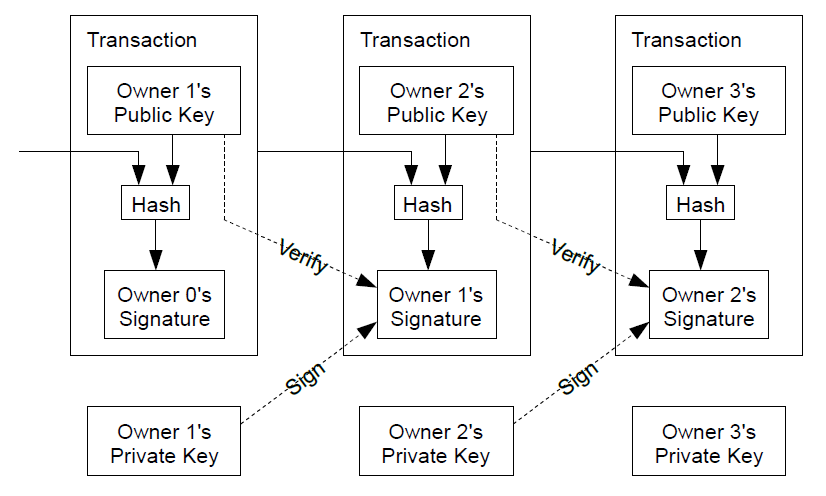 Transaction
Transaction
Transaction
Owner 1's
Public Key
Owner 2's
Public Key
Owner 3's
Public Key
Hash
Hash
Hash
Verify
Verify
Owner 0's
Signature
Owner 1's
Signature
Owner 2's
Signature
Sign
Sign
Owner 1's
Private Key
Owner 2's
Private Key
Owner 3's
Private Key